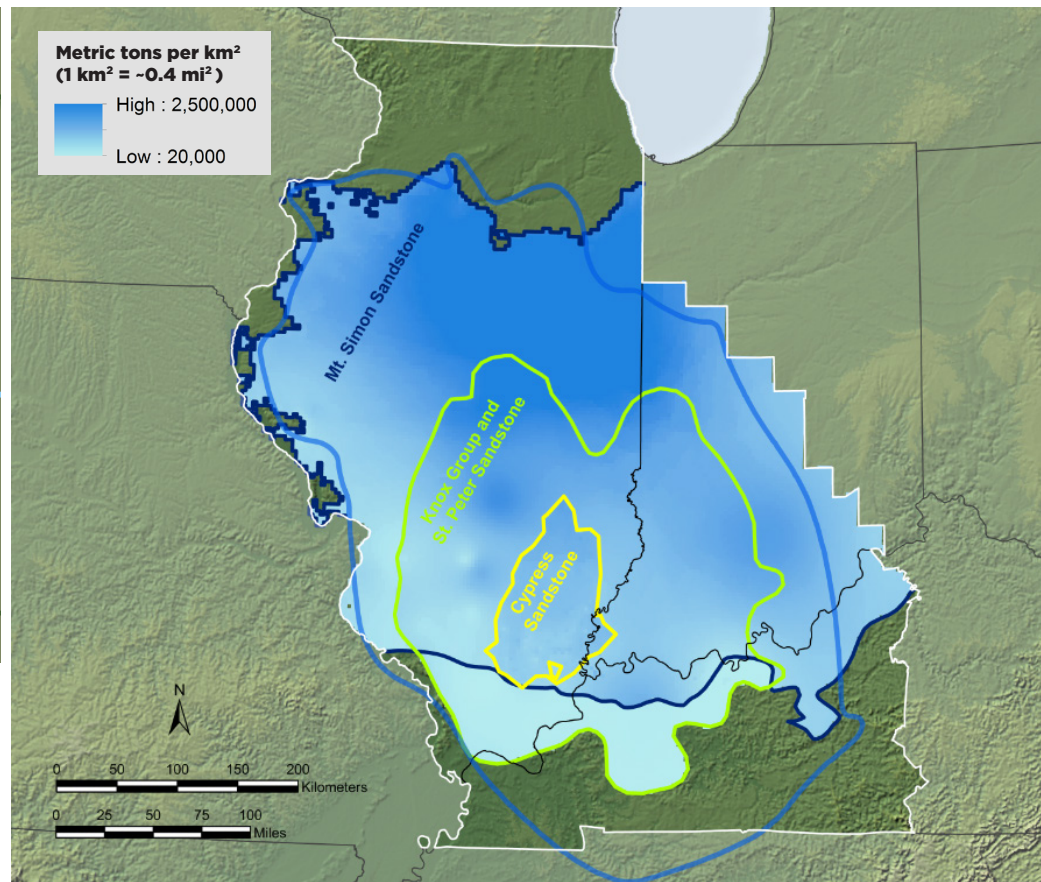 Metric tons per km²
(1 km² = ~0.4 mi²)
High : 2,500,000
Low : 20,000
Mt. Simon Sandstone
Knox Group and
St. Peter Sandstone
Cypress
Sandstone
N
0 50 100 150 200
Kilometers
0 25 50 75 100
Miles